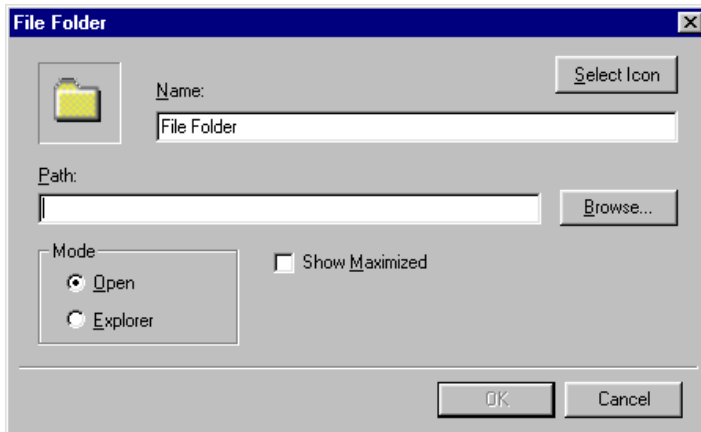 File Folder
Select Icon
Name:
File Folder
Path:
Browse...
Mode
Show Maximized
Open
Explorer
OK
Cancel